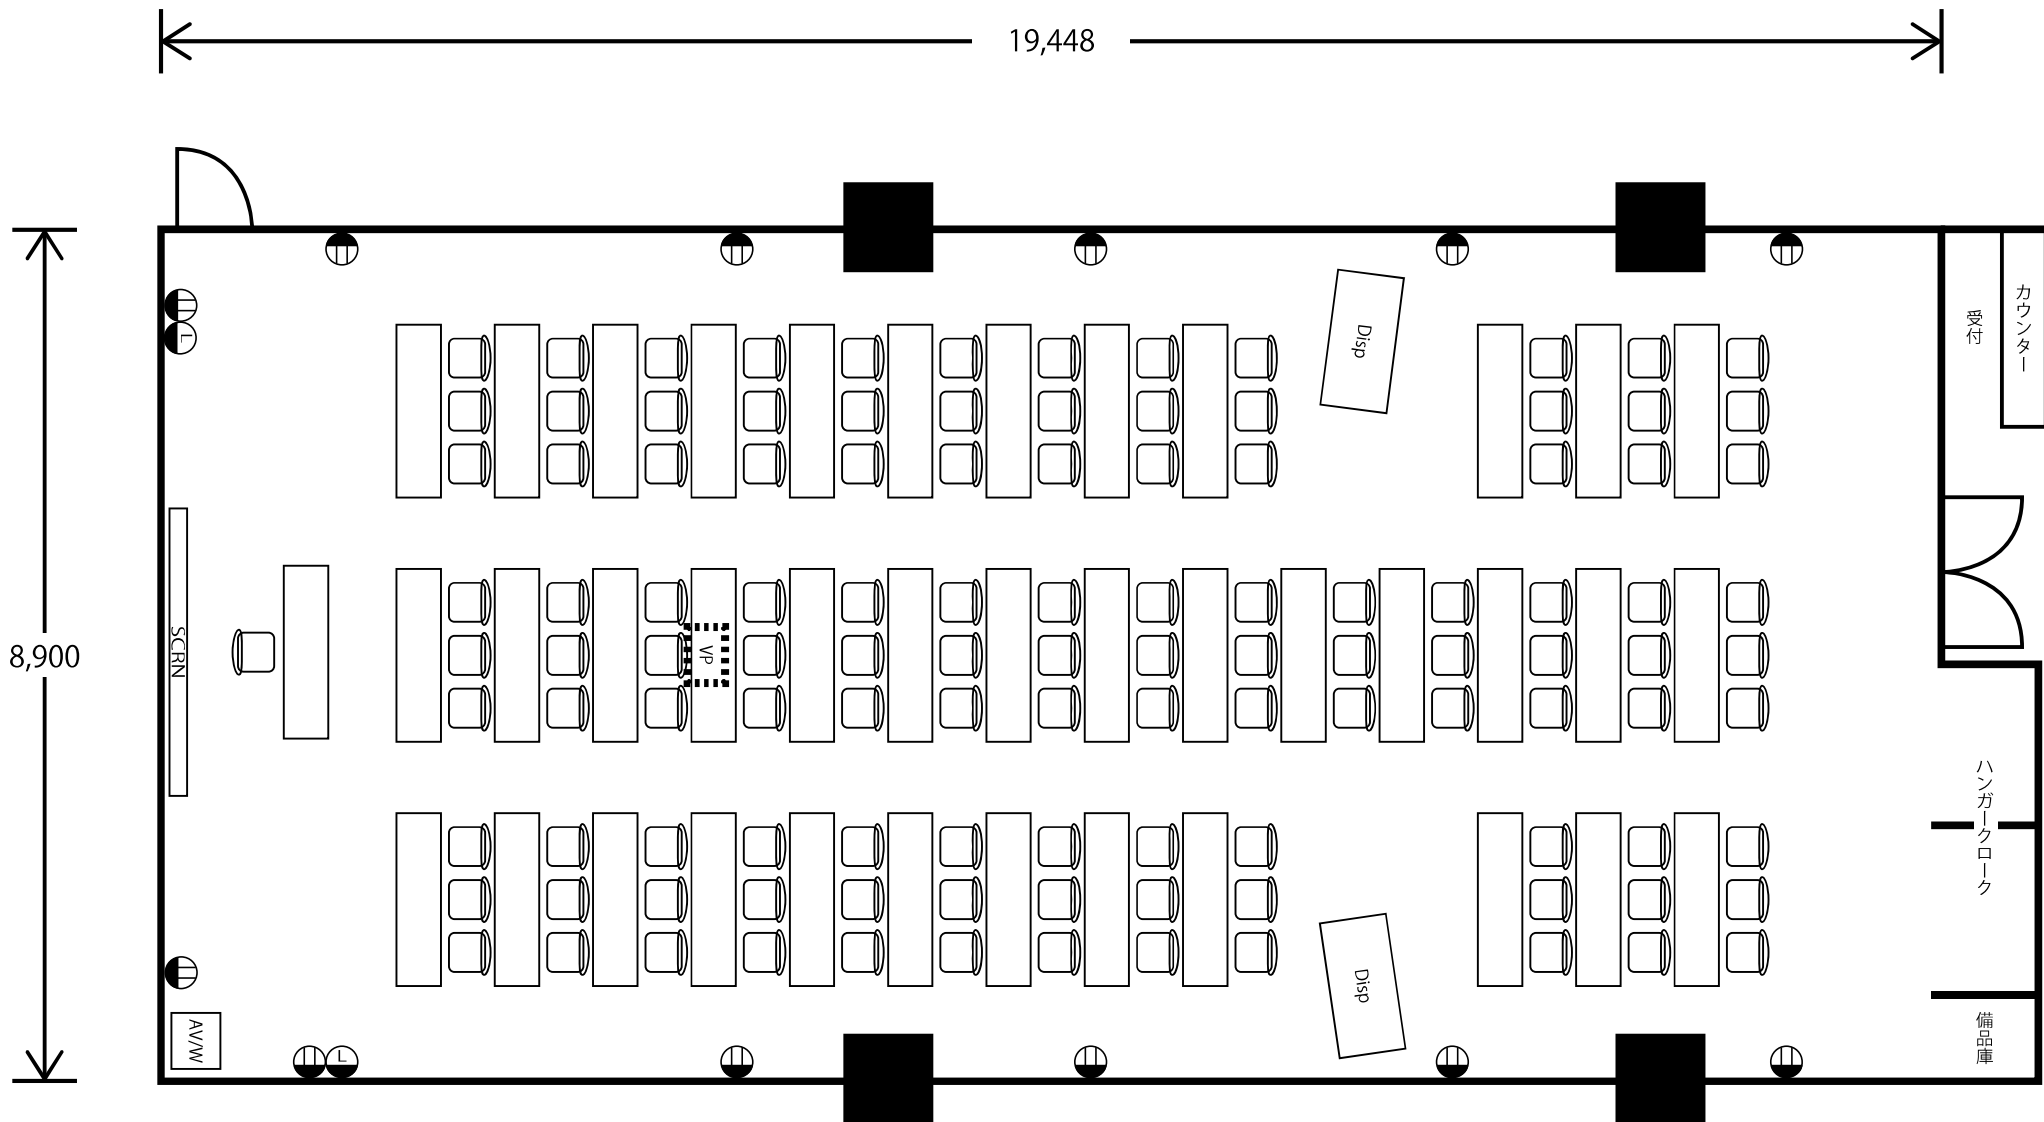 19,448
8,900
L
Disp
受付
カウンター
SCRN
VP
ハンガークローク
Disp
備品庫
AV/W
L